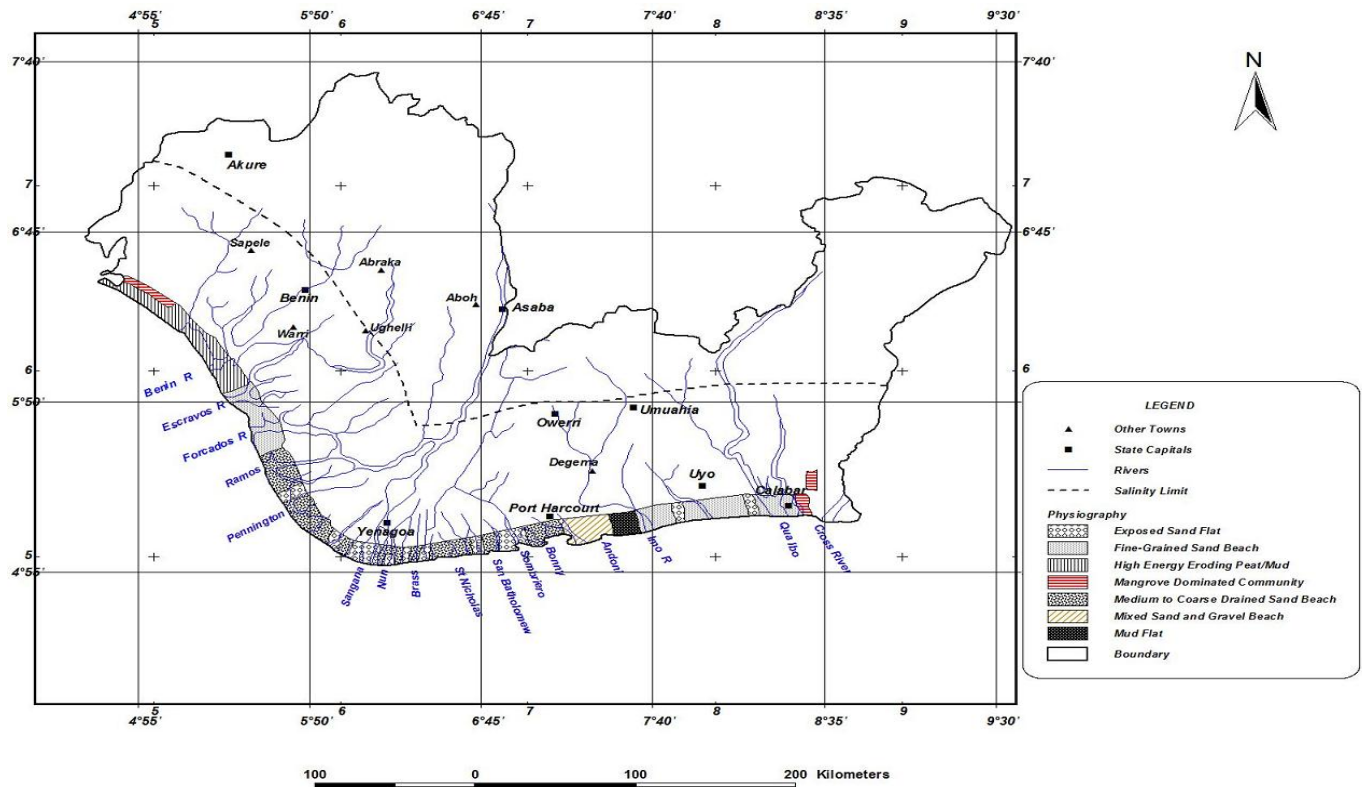 4°55' 5 5°50' 6 6°45' 7 7°40' 8 8°35' 9 9°30'
N
7°40' 7°40'
Akure
7 7
6°45' 6°45'
Sapele
Abraka
Benin
Aboh
Asaba
Warri
Ughelli
6 6
Benin R
5°50' 5°50'
Escravos R
Umuahia
Owerri
Forcados R
Degema
Ramos
Uyo
Calabar
Port Harcourt
Pennington
Yenagoa
5 5
4°55' 4°55'
Sangana
Nun
Brass
St Nicholas
San Batholomew
Sombriero
Bonny
Andoni
Imo R
Qua Ibo
Cross River
LEGEND
Other Towns
State Capitals
Rivers
Salinity Limit
Physiography
Exposed Sand Flat
Fine-Grained Sand Beach
High Energy Eroding Peat/Mud
Mangrove Dominated Community
Medium to Coarse Drained Sand Beach
Mixed Sand and Gravel Beach
Mud Flat
Boundary
4°55' 5 5°50' 6 6°45' 7 7°40' 8 8°35' 9 9°30'
100 0 100 200 Kilometers